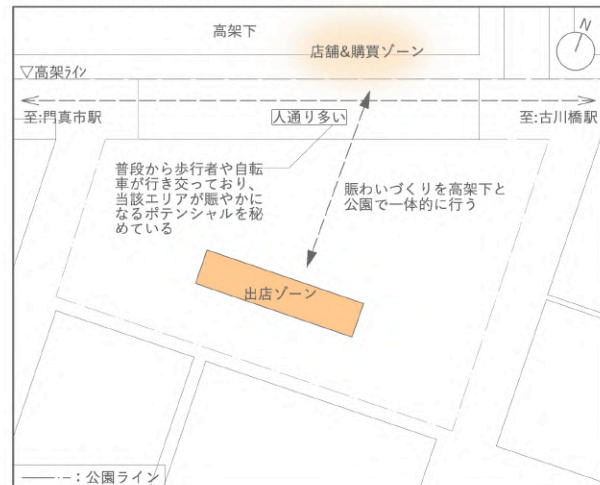 高架下
店舗&購買ゾーン
N
▽高架ﾗｲﾝ
至:門真市駅
人通り多い
至:古川橋駅
普段から歩行者や自転
車が行き交っており、
当該エリアが賑やかに
なるポテンシャルを秘
めている
賑わいづくりを高架下と
公園で一体的に行う
出店ゾーン
：公園ライン